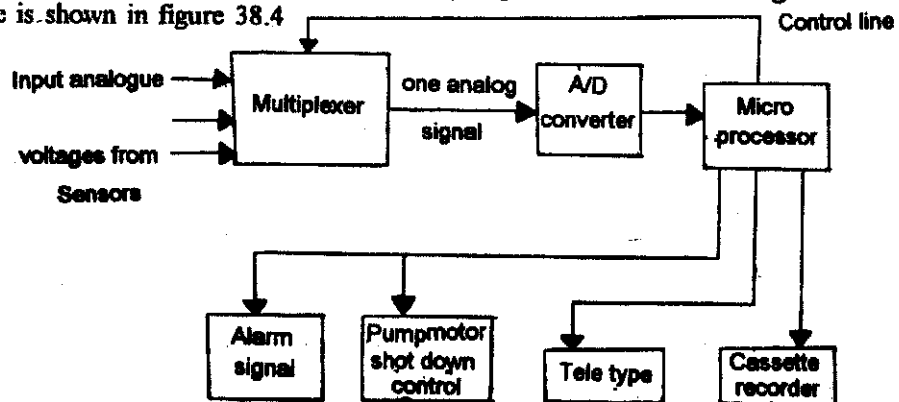 e is shown in figure 38.4
Control line
Input analogue
voltages from
Sensors
Multiplexer
one analog
signal
A/D
converter
Micro
processor
Alarm
signal
Pumpmotor
shot down
control
Tele type
Cassette
recorder